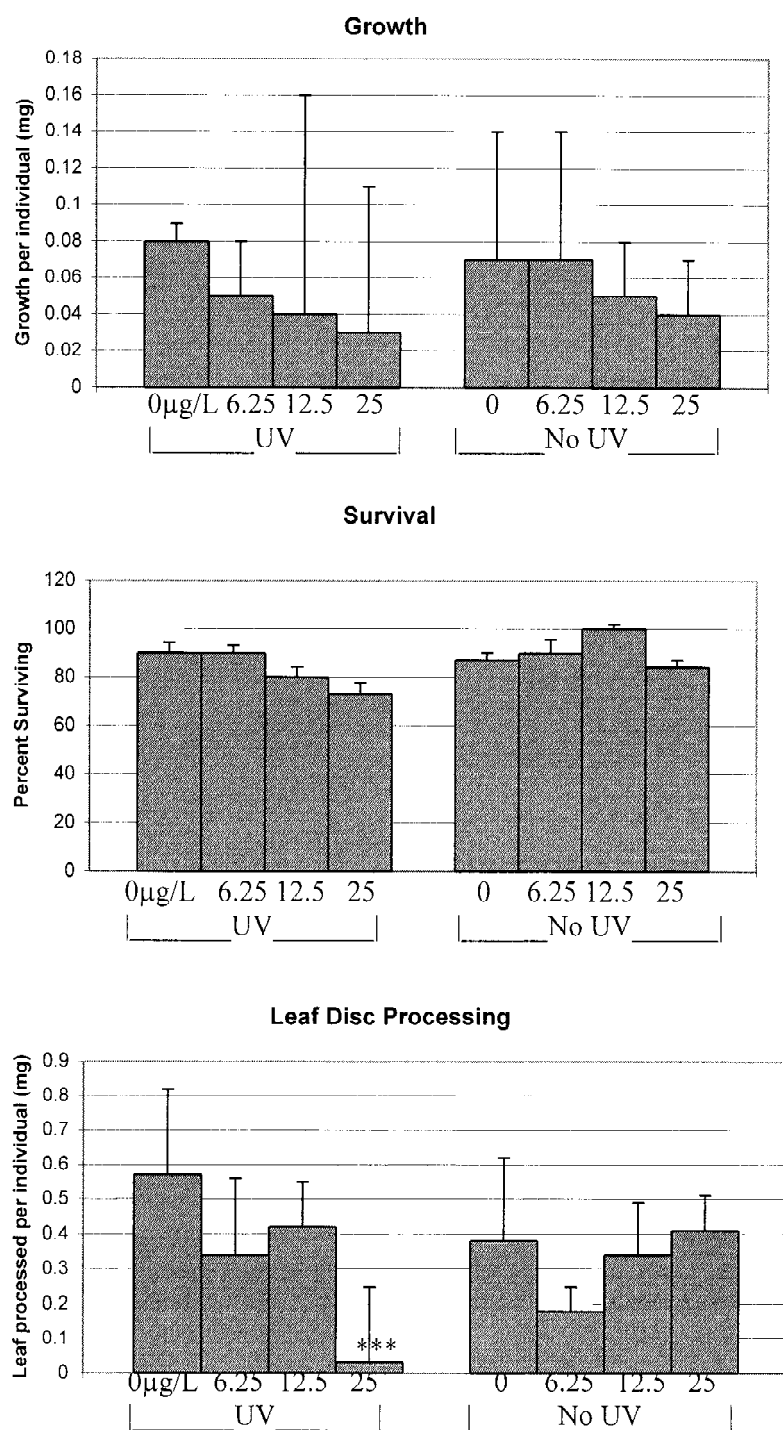 Growth
Growth per individual (mg)
0.18
0.16
0.14
0.12
0.1
0.08
0.06
0.04
0.02
0
0µg/L 6.25 12.5 25 0 6.25 12.5 25
UV No UV
Survival
Percent Surviving
120
100
80
60
40
20
0
0µg/L 6.25 12.5 25 0 6.25 12.5 25
UV No UV
Leaf Disc Processing
Leaf processed per individual (mg)
0.9
0.8
0.7
0.6
0.5
0.4
0.3
0.2
0.1
0
***
0µg/L 6.25 12.5 25 0 6.25 12.5 25
UV No UV